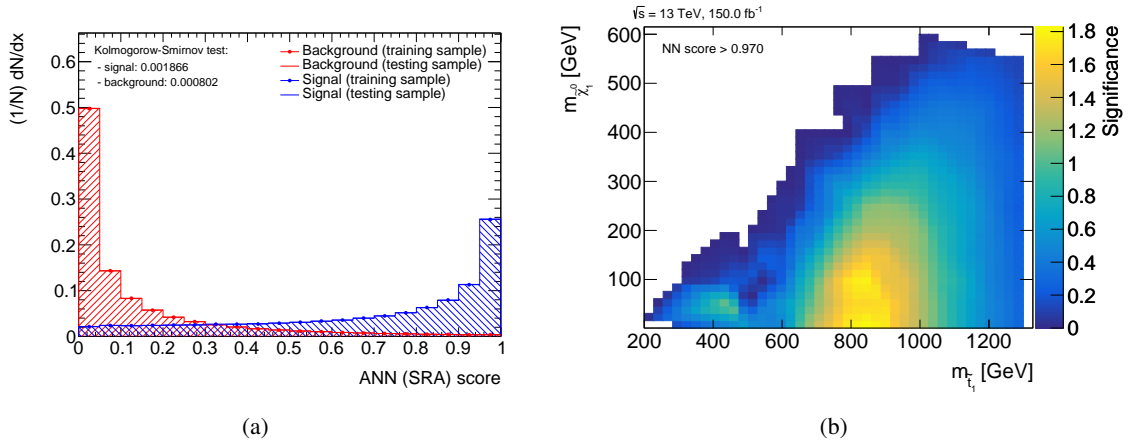 (1/N) dN/dx
0.6
0.5
0.4
0.3
0.2
0.1
0
Kolmogorow-Smirnov test:
- signal: 0.001866
- background: 0.000802
Background (training sample)
Background (testing sample)
Signal (training sample)
Signal (testing sample)
0 0.1 0.2 0.3 0.4 0.5 0.6 0.7 0.8 0.9 1
ANN (SRA) score
(a)
√s = 13 TeV, 150.0 fb⁻¹
NN score > 0.970
m_χ̃₁⁰ [GeV]
600
500
400
300
200
100
200 400 600 800 1000 1200
m_t̃₁ [GeV]
Significance
1.8
1.6
1.4
1.2
1
0.8
0.6
0.4
0.2
0
(b)